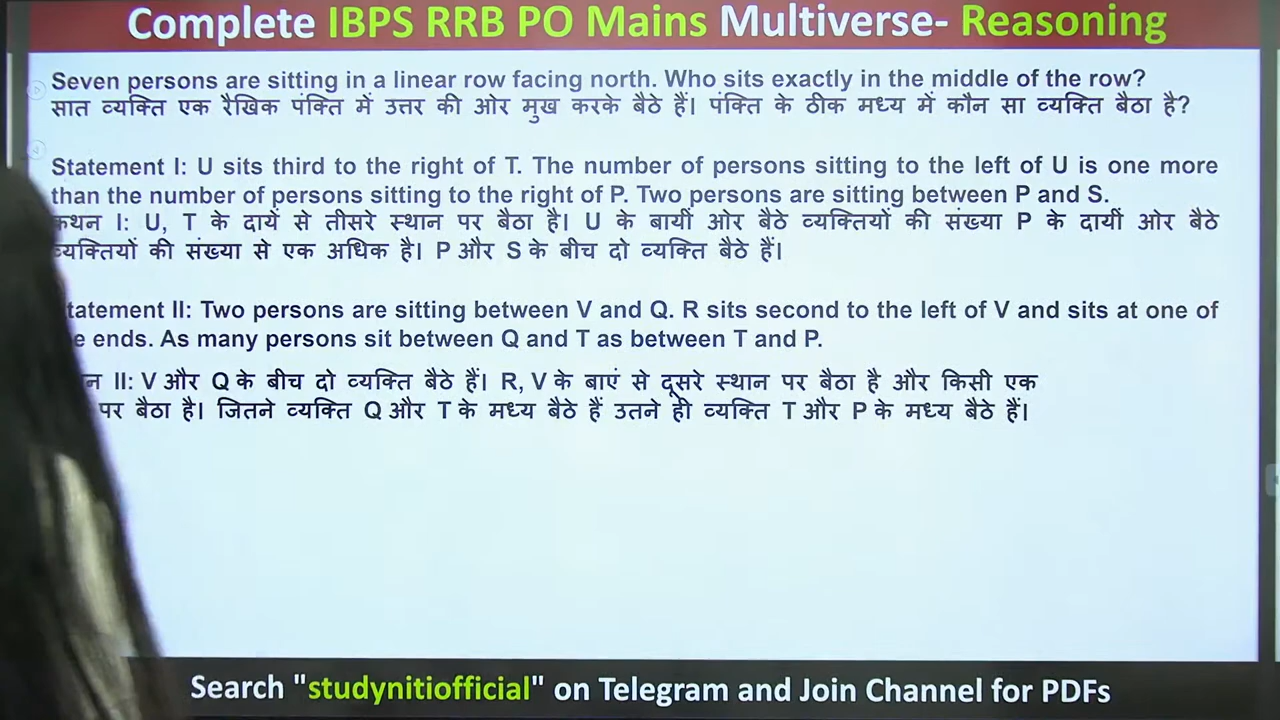 Complete IBPS RRB PO Mains Multiverse- Reasoning
Seven persons are sitting in a linear row facing north. Who sits exactly in the middle of the row?
सात व्यक्ति एक रैखिक पंक्ति में उत्तर की ओर मुख करके बैठे हैं। पंक्ति के ठीक मध्य में कौन सा व्यक्ति बैठा है?
Statement I: U sits third to the right of T. The number of persons sitting to the left of U is one more
than the number of persons sitting to the right of P. Two persons are sitting between P and S.
कथन I: U, T के दायें से तीसरे स्थान पर बैठा है। U के बायीं ओर बैठे व्यक्तियों की संख्या P के दायीं ओर बैठे
व्यक्तियों की संख्या से एक अधिक है। P और S के बीच दो व्यक्ति बैठे हैं।
tatement II: Two persons are sitting between V and Q. R sits second to the left of V and sits at one of
e ends. As many persons sit between Q and T as between T and P.
न II: V और Q के बीच दो व्यक्ति बैठे हैं। R, V के बाएं से दूसरे स्थान पर बैठा है और किसी एक
पर बैठा है। जितने व्यक्ति Q और T के मध्य बैठे हैं उतने ही व्यक्ति T और P के मध्य बैठे हैं।
Search "studynitiofficial" on Telegram and Join Channel for PDFs